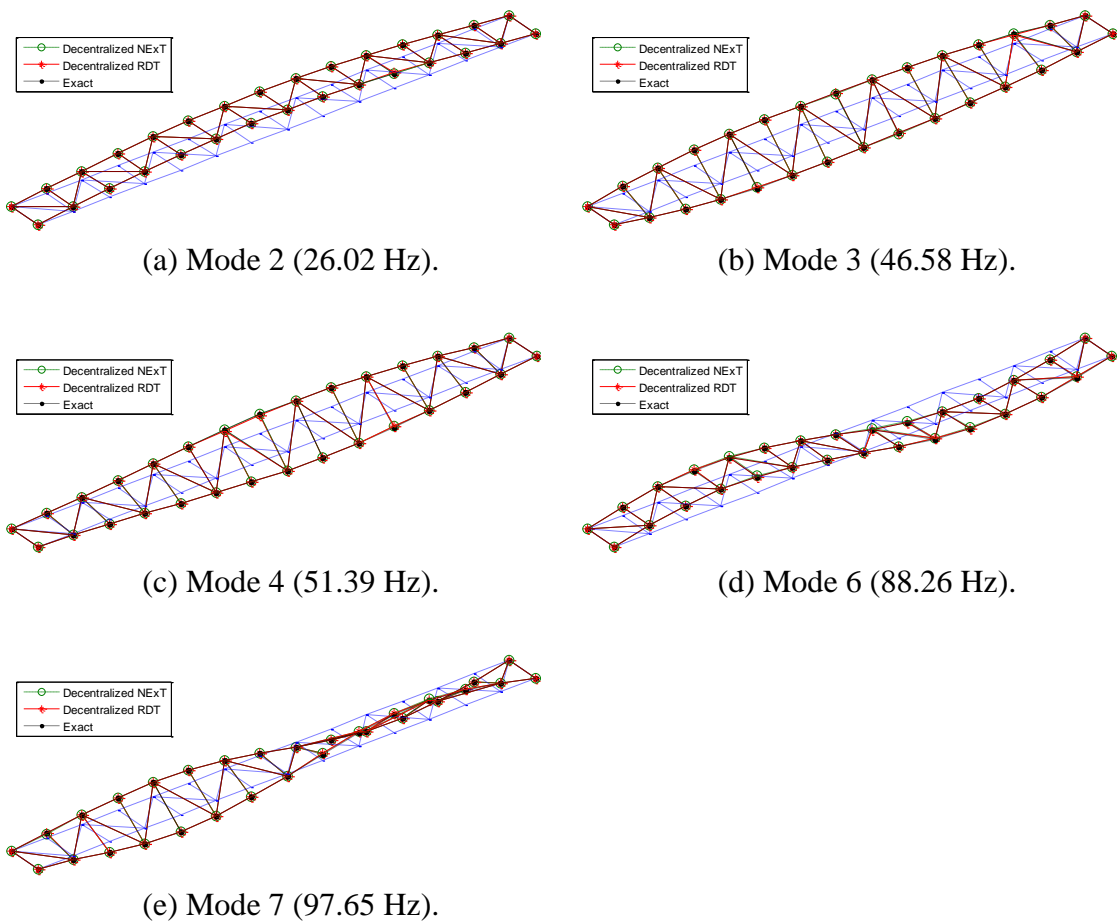 Decentralized NExT
Decentralized RDT
Exact
Decentralized NExT
Decentralized RDT
Exact
(a) Mode 2 (26.02 Hz).
(b) Mode 3 (46.58 Hz).
Decentralized NExT
Decentralized RDT
Exact
Decentralized NExT
Decentralized RDT
Exact
(c) Mode 4 (51.39 Hz).
(d) Mode 6 (88.26 Hz).
Decentralized NExT
Decentralized RDT
Exact
(e) Mode 7 (97.65 Hz).